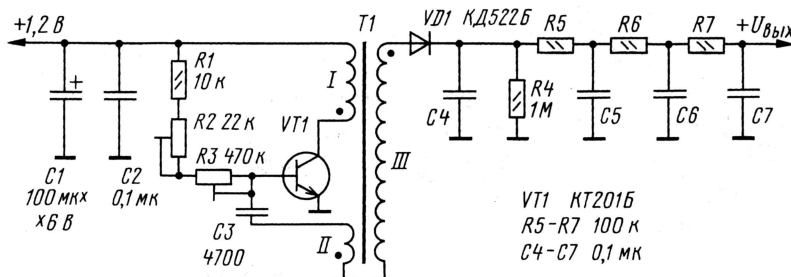 +1,2 В
T1
VD1 КД522Б
R5
R6
R7
+Uвых
R1
10 к
I
R4
1М
C4
C5
C6
C7
R2 22 к
VT1
R3 470 к
III
C1
100 мкх
х6 В
C2
0,1 мк
C3
4700
II
VT1 КТ201Б
R5–R7 100 к
C4–C7 0,1 мк